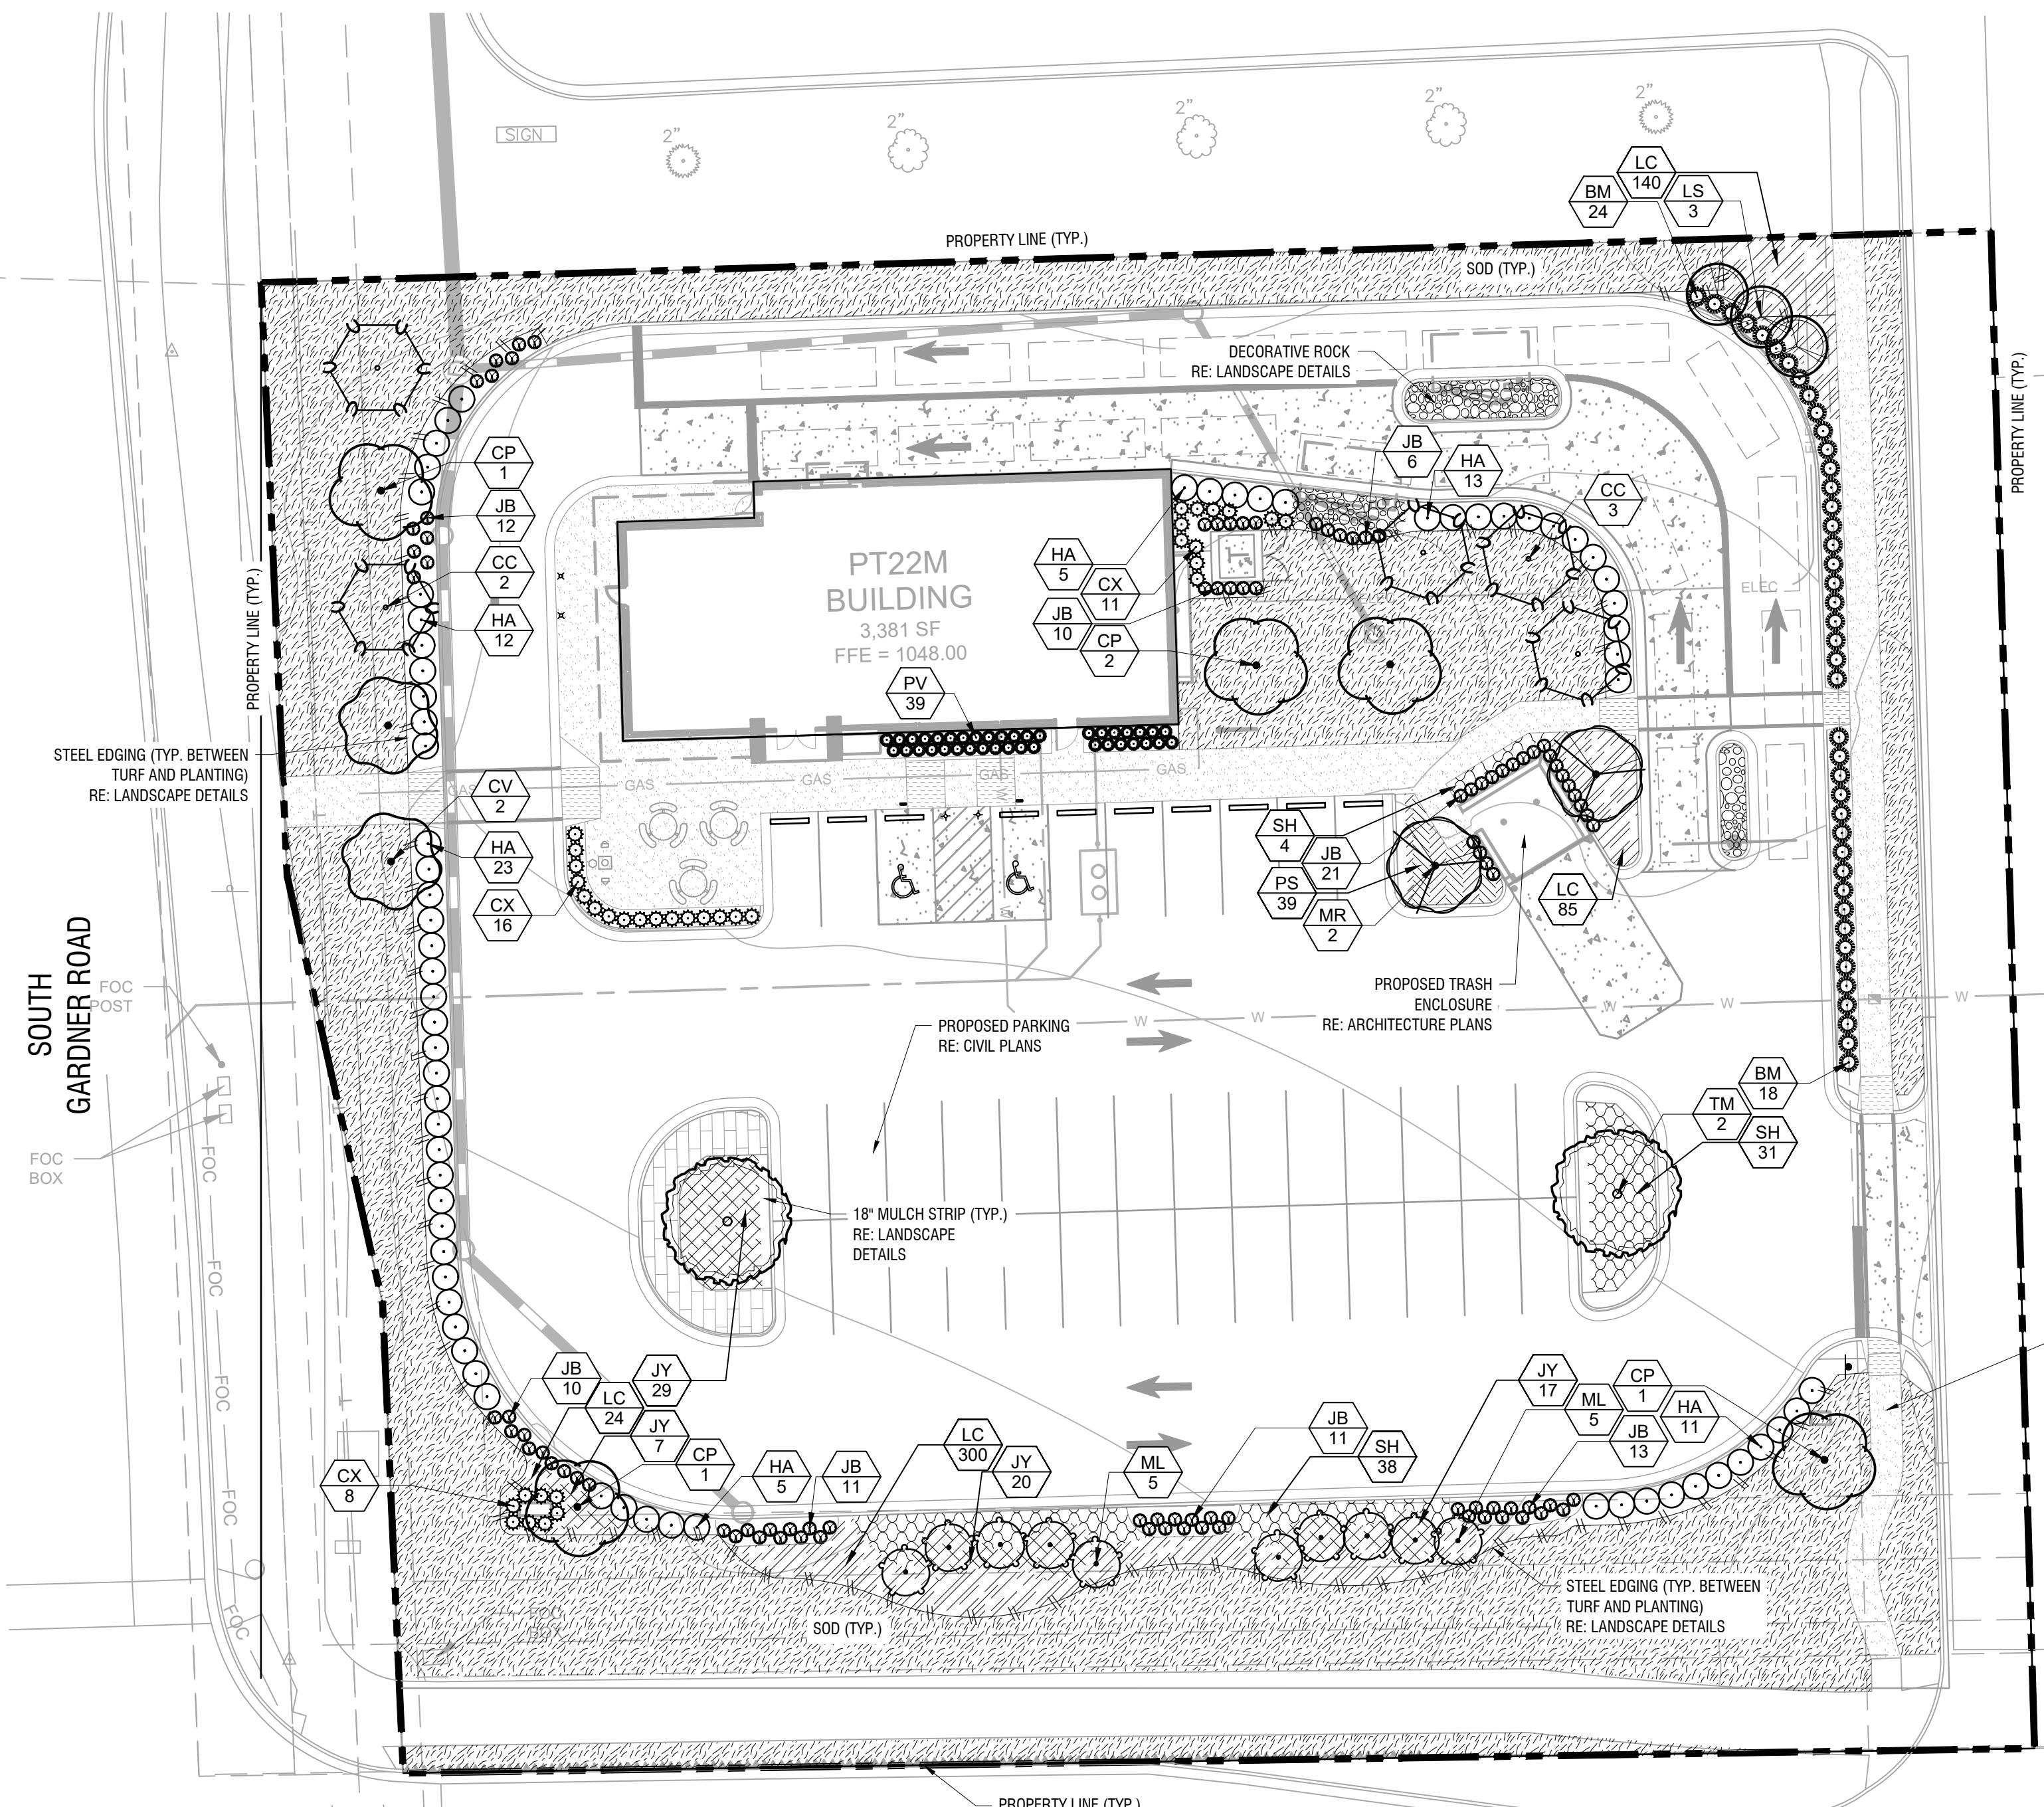 2"
2"
2"
2"
2"
SIGN
LC
140
BM
24
LS
3
PROPERTY LINE (TYP.)
SOD (TYP.)
PROPERTY LINE (TYP.)
DECORATIVE ROCK
RE: LANDSCAPE DETAILS
JB
6
HA
13
CC
3
CP
1
JB
12
CC
2
HA
12
PT22M
BUILDING
3,381 SF
FFE = 1048.00
HA
5
CX
11
JB
10
CP
2
ELEC
PROPERTY LINE (TYP.)
PV
39
STEEL EDGING (TYP. BETWEEN
TURF AND PLANTING)
RE: LANDSCAPE DETAILS
GAS
GAS
GAS
GAS
GAS
CV
2
HA
23
CX
16
SH
4
JB
21
PS
39
MR
2
LC
85
W
W
SOUTH
GARDNER ROAD
FOC
POST
FOC
BOX
PROPOSED TRASH
ENCLOSURE
RE: ARCHITECTURE PLANS
PROPOSED PARKING
RE: CIVIL PLANS
W
W
W
W
W
BM
18
TM
2
SH
31
18" MULCH STRIP (TYP.)
RE: LANDSCAPE
DETAILS
FOC
FOC
FOC
FOC
FOC
JB
10
LC
24
JY
29
JY
7
CP
1
CX
8
HA
5
JB
11
LC
300
JY
20
ML
5
JB
11
SH
38
JY
17
ML
5
CP
1
JB
13
HA
11
FOC
BOX
SOD (TYP.)
STEEL EDGING (TYP. BETWEEN
TURF AND PLANTING)
RE: LANDSCAPE DETAILS
PROPERTY LINE (TYP.)